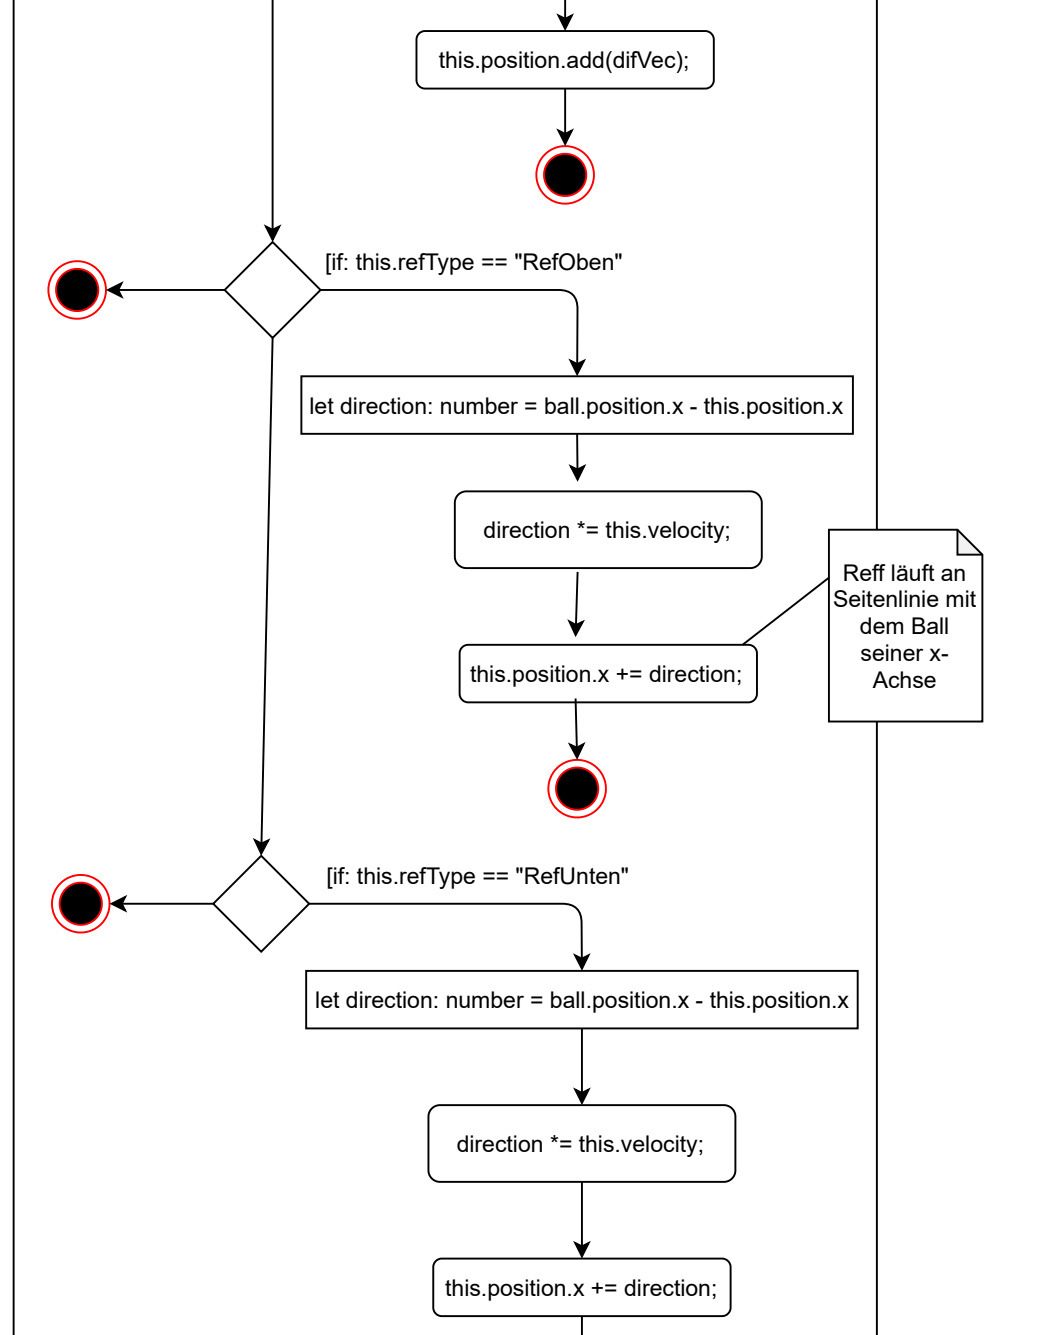 this.position.add(difVec);
[if: this.refType == "RefOben"
let direction: number = ball.position.x - this.position.x
direction *= this.velocity;
Reff läuft an
Seitenlinie mit
dem Ball
seiner x-
Achse
this.position.x += direction;
[if: this.refType == "RefUnten"
let direction: number = ball.position.x - this.position.x
direction *= this.velocity;
this.position.x += direction;